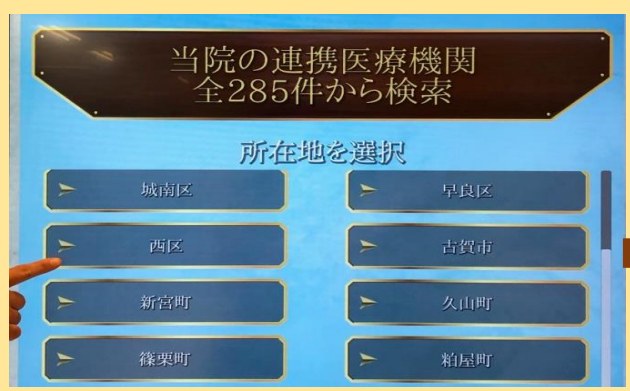 当院の連携医療機関
全285件から検索
所在地を選択
城南区
早良区
西区
古賀市
新宮町
久山町
篠栗町
粕屋町